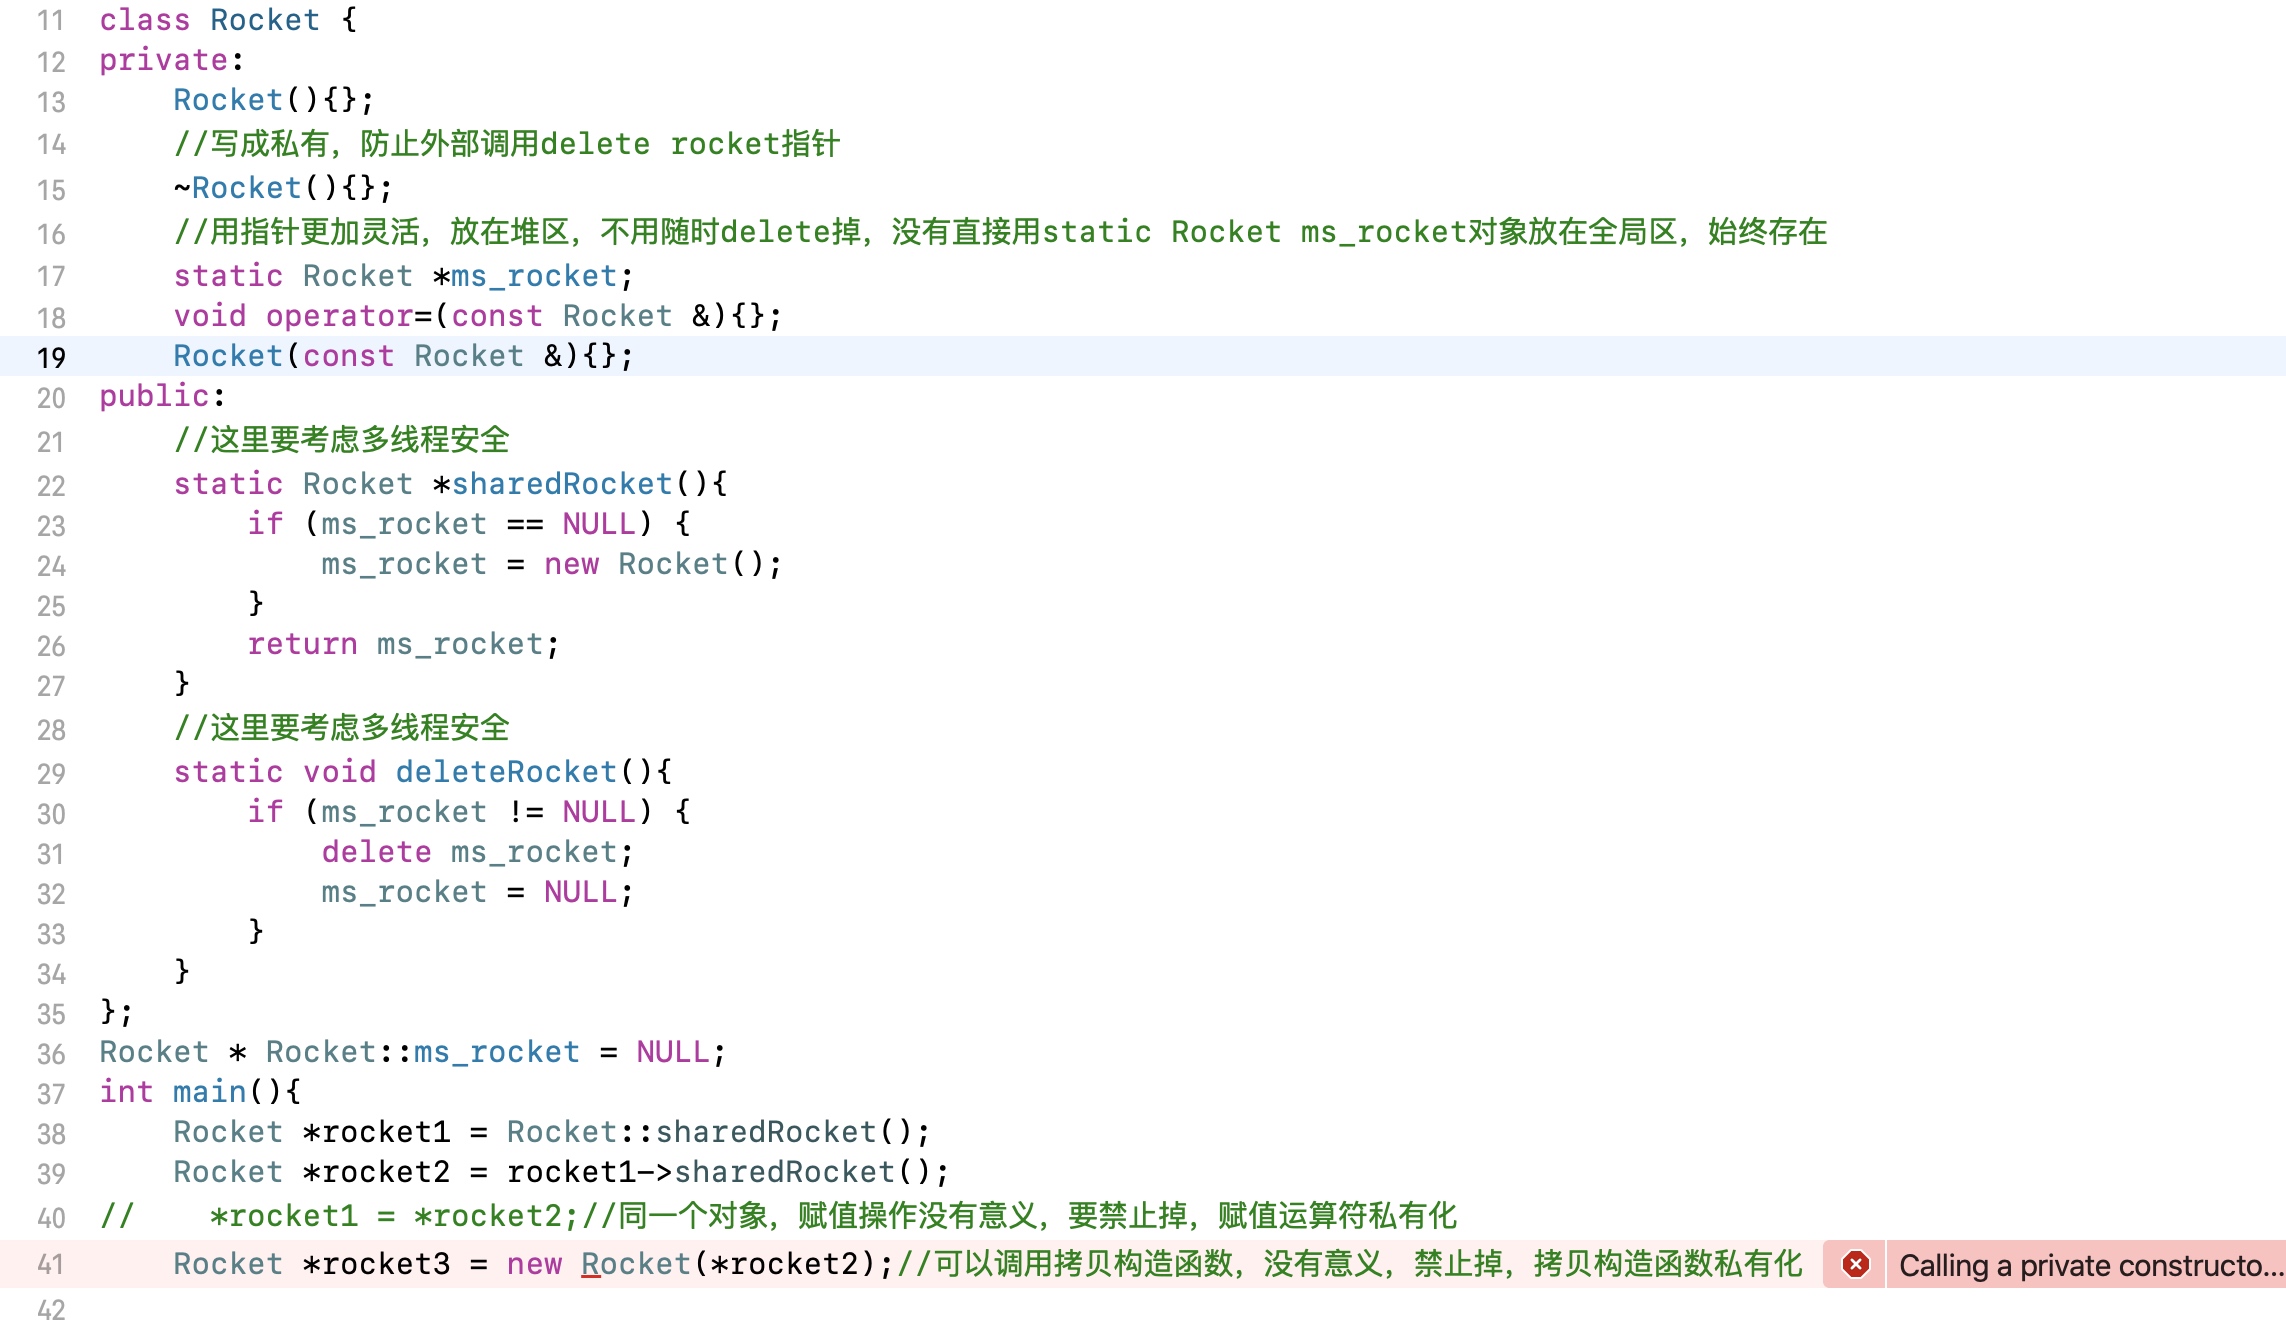 11 class Rocket {
12 private:
13     Rocket(){};
14     //写成私有，防止外部调用delete rocket指针
15     ~Rocket(){};
16     //用指针更加灵活，放在堆区，不用随时delete掉，没有直接用static Rocket ms_rocket对象放在全局区，始终存在
17     static Rocket *ms_rocket;
18     void operator=(const Rocket &){};
19     Rocket(const Rocket &){};
20 public:
21     //这里要考虑多线程安全
22     static Rocket *sharedRocket(){
23         if (ms_rocket == NULL) {
24             ms_rocket = new Rocket();
25         }
26         return ms_rocket;
27     }
28     //这里要考虑多线程安全
29     static void deleteRocket(){
30         if (ms_rocket != NULL) {
31             delete ms_rocket;
32             ms_rocket = NULL;
33         }
34     }
35 };
36 Rocket * Rocket::ms_rocket = NULL;
37 int main(){
38     Rocket *rocket1 = Rocket::sharedRocket();
39     Rocket *rocket2 = rocket1->sharedRocket();
40 //    *rocket1 = *rocket2;//同一个对象，赋值操作没有意义，要禁止掉，赋值运算符私有化
41     Rocket *rocket3 = new Rocket(*rocket2);//可以调用拷贝构造函数，没有意义，禁止掉，拷贝构造函数私有化 Calling a private constructo...
42